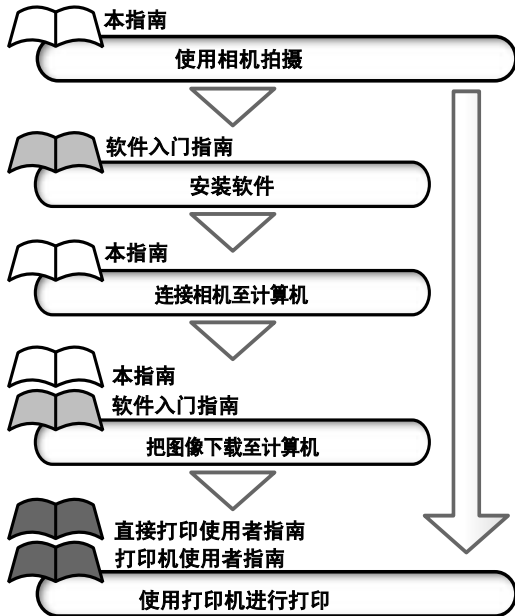 本指南
使用相机拍摄
软件入门指南
安装软件
本指南
连接相机至计算机
本指南
软件入门指南
把图像下载至计算机
直接打印使用者指南
打印机使用者指南
使用打印机进行打印